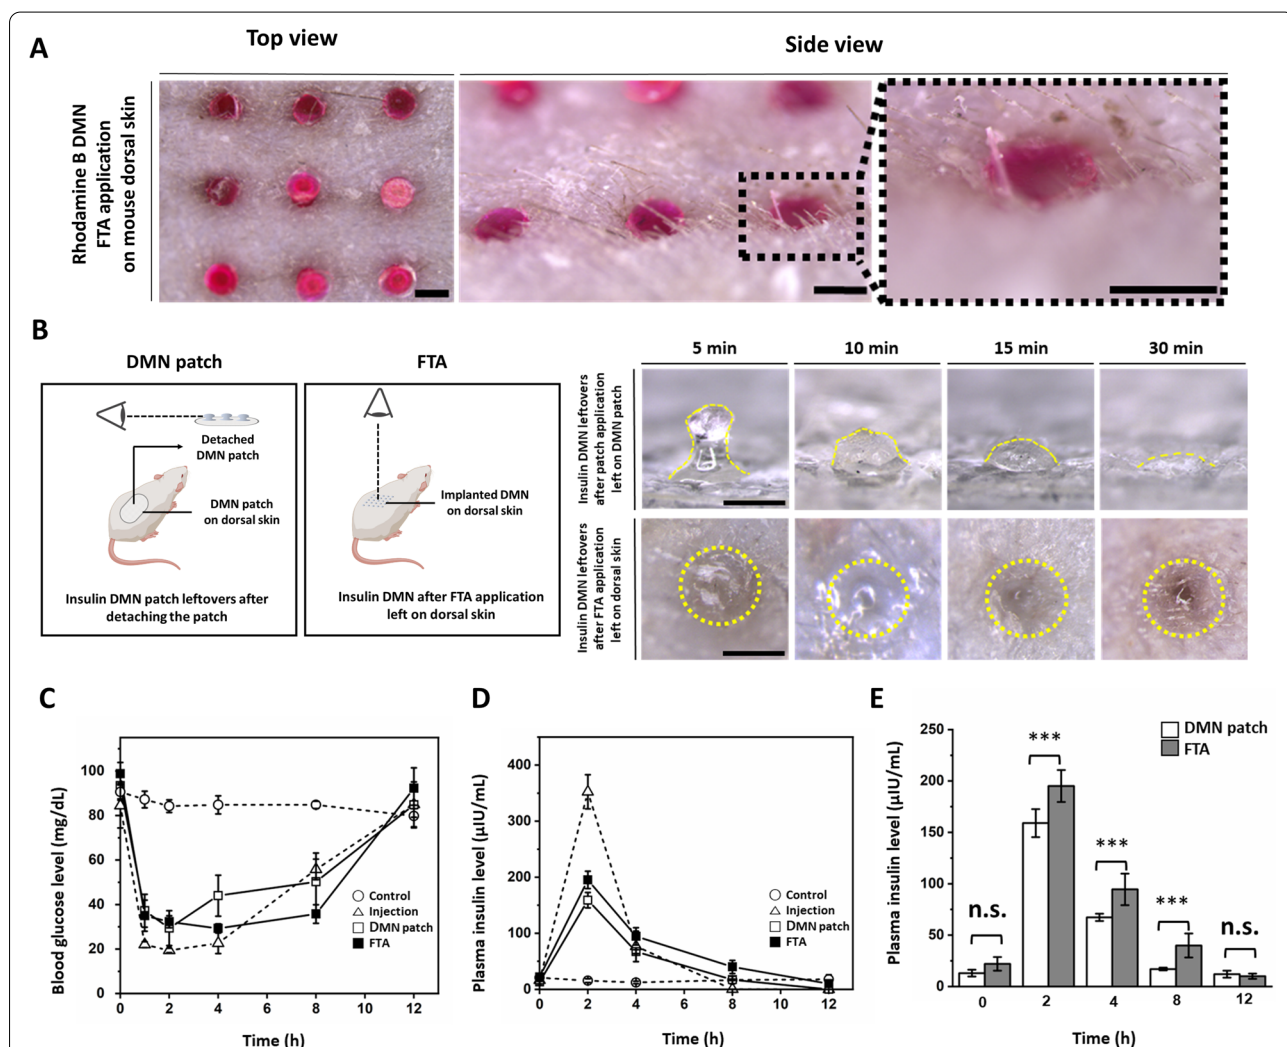 A
Top view
Side view
Rhodamine B DMN
FTA application
on mouse dorsal skin
B
DMN patch
Detached
DMN patch
DMN patch
on dorsal skin
Insulin DMN patch leftovers after
detaching the patch
FTA
Implanted DMN
on dorsal skin
Insulin DMN after FTA application
left on dorsal skin
5 min
10 min
15 min
30 min
Insulin DMN leftovers
after patch application
left on DMN patch
Insulin DMN leftovers
after FTA application
left on dorsal skin
C
Blood glucose level (mg/dL)
100
80
60
40
20
0
0
2
4
6
8
10
12
Time (h)
Control
Injection
DMN patch
FTA
D
Plasma insulin level (μIU/mL)
400
300
200
100
0
0
2
4
6
8
10
12
Time (h)
Control
Injection
DMN patch
FTA
E
Plasma insulin level (μIU/mL)
250
200
150
100
50
0
DMN patch
FTA
n.s.
***
***
***
n.s.
0
2
4
8
12
Time (h)